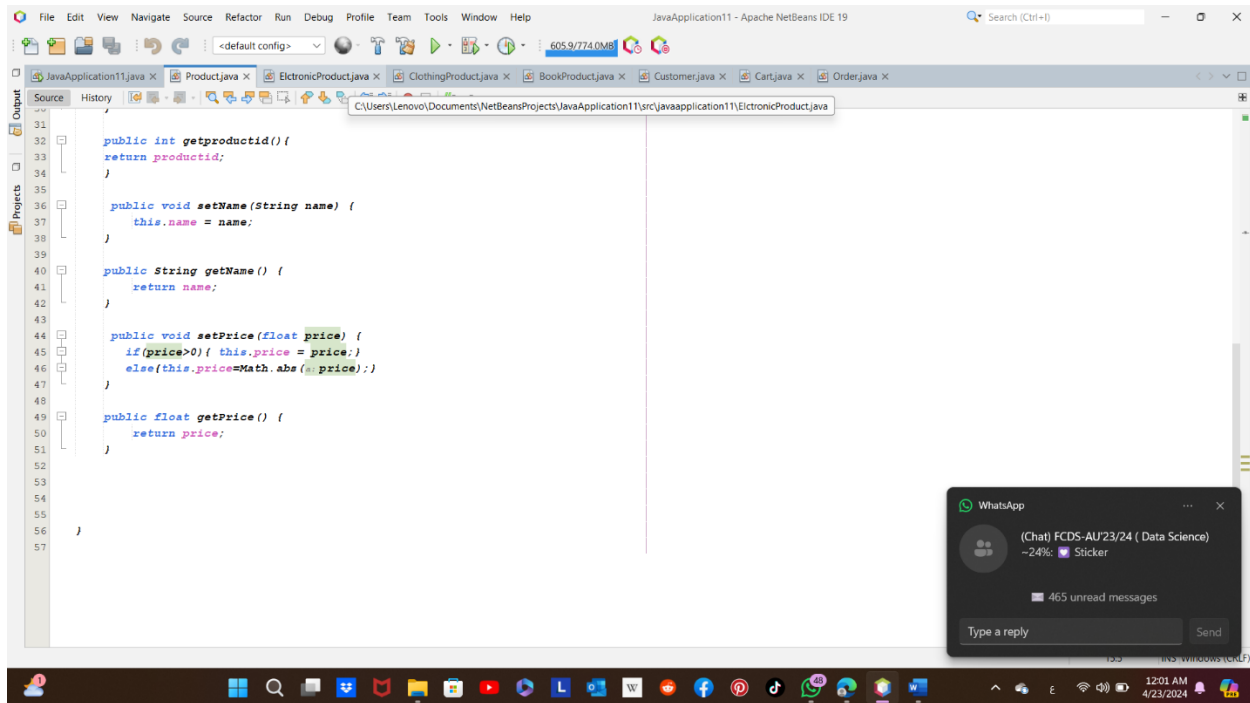 File Edit View Navigate Source Refactor Run Debug Profile Team Tools Window Help JavaApplication11 - Apache NetBeans IDE 19 Search (Ctrl+I)
<default config> 605.9/774.0MB
JavaApplication11.java Product.java ElctronicProduct.java ClothingProduct.java BookProduct.java Customer.java Cart.java Order.java
Output
Projects
Source History
C:\Users\Lenovo\Documents\NetBeansProjects\JavaApplication11\src\javaapplication11\ElctronicProduct.java
30 }
31
32 public int getproductid(){
33 return productid;
34 }
35
36 public void setName(String name) {
37 this.name = name;
38 }
39
40 public String getName() {
41 return name;
42 }
43
44 public void setPrice(float price) {
45 if(price>0){ this.price = price;}
46 else{this.price=Math.abs(a: price);}
47 }
48
49 public float getPrice() {
50 return price;
51 }
52
53
54
55
56 }
57
WhatsApp
(Chat) FCDS-AU'23/24 ( Data Science)
~24%: Sticker
465 unread messages
Type a reply Send
INS Windows (CRLF)
1 L W 48 ع 12:01 AM
4/23/2024